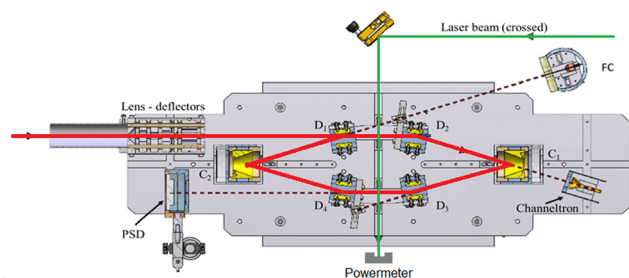 Laser beam (crossed)
FC
Lens - deflectors
D₁
D₂
C₂
C₁
D₄
D₃
PSD
Channeltron
Powermeter